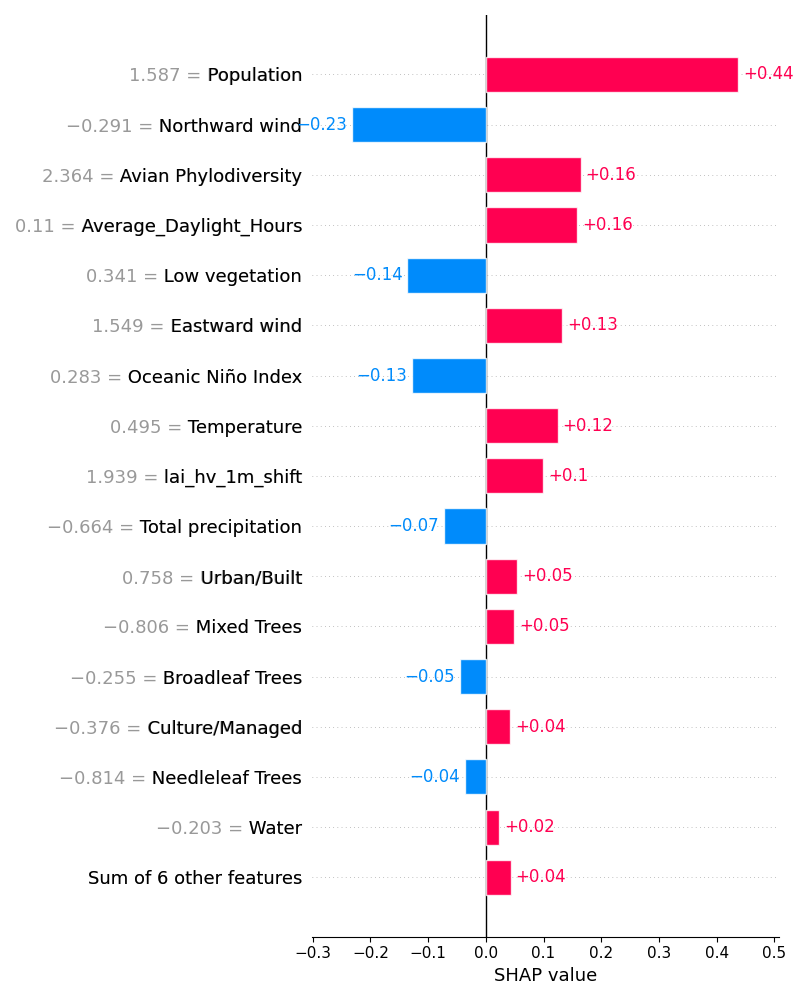 1.587 = Population +0.44
−0.291 = Northward wind −0.23
2.364 = Avian Phylodiversity +0.16
0.11 = Average_Daylight_Hours +0.16
0.341 = Low vegetation −0.14
1.549 = Eastward wind +0.13
0.283 = Oceanic Niño Index −0.13
0.495 = Temperature +0.12
1.939 = lai_hv_1m_shift +0.1
−0.664 = Total precipitation −0.07
0.758 = Urban/Built +0.05
−0.806 = Mixed Trees +0.05
−0.255 = Broadleaf Trees −0.05
−0.376 = Culture/Managed +0.04
−0.814 = Needleleaf Trees −0.04
−0.203 = Water +0.02
Sum of 6 other features +0.04
−0.3 −0.2 −0.1 0.0 0.1 0.2 0.3 0.4 0.5
SHAP value